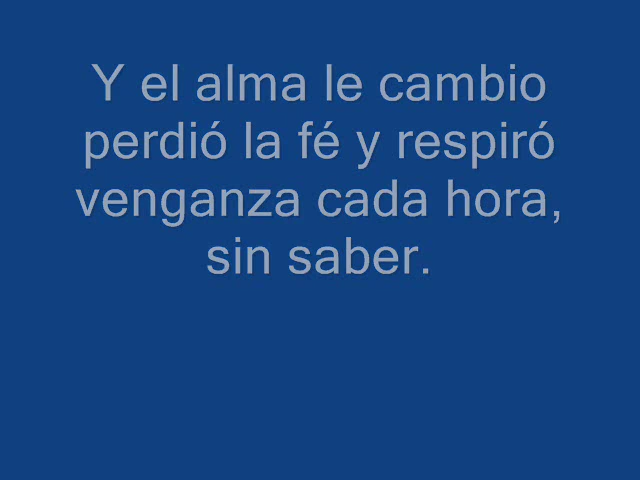 Y el alma le cambio
perdió la fé y respiró
venganza cada hora,
sin saber.